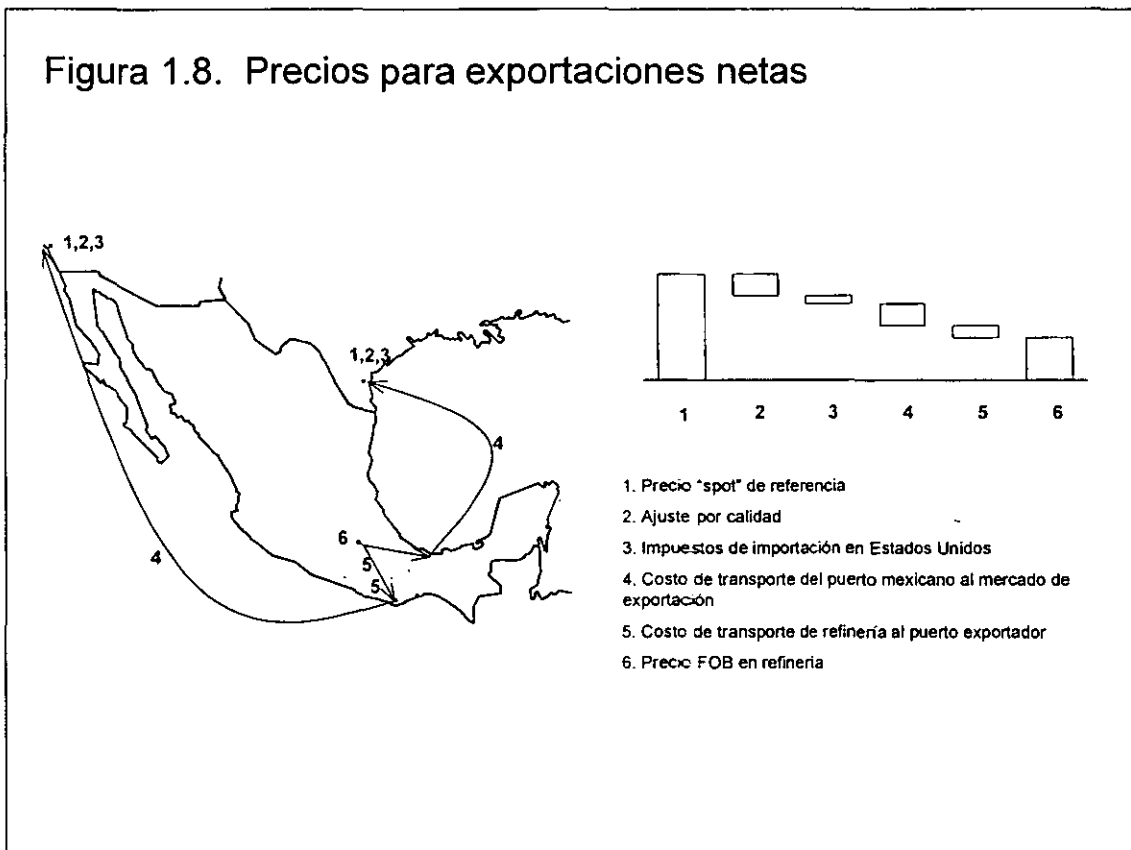 Figura 1.8. Precios para exportaciones netas
1,2,3
1,2,3
4
6
5
5
4
1 2 3 4 5 6
1. Precio "spot" de referencia
2. Ajuste por calidad
3. Impuestos de importación en Estados Unidos
4. Costo de transporte del puerto mexicano al mercado de
exportación
5. Costo de transporte de refinería al puerto exportador
6. Precio FOB en refinería